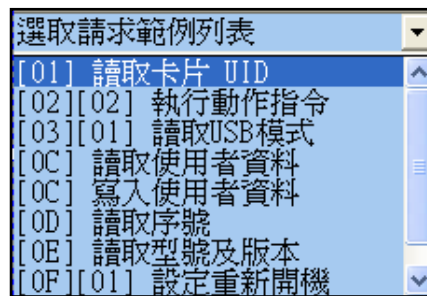 選取請求範例列表
[01] 讀取卡片 UID
[02][02] 執行動作指令
[03][01] 讀取USB模式
[0C] 讀取使用者資料
[0C] 寫入使用者資料
[0D] 讀取序號
[0E] 讀取型號及版本
[0F][01] 設定重新開機